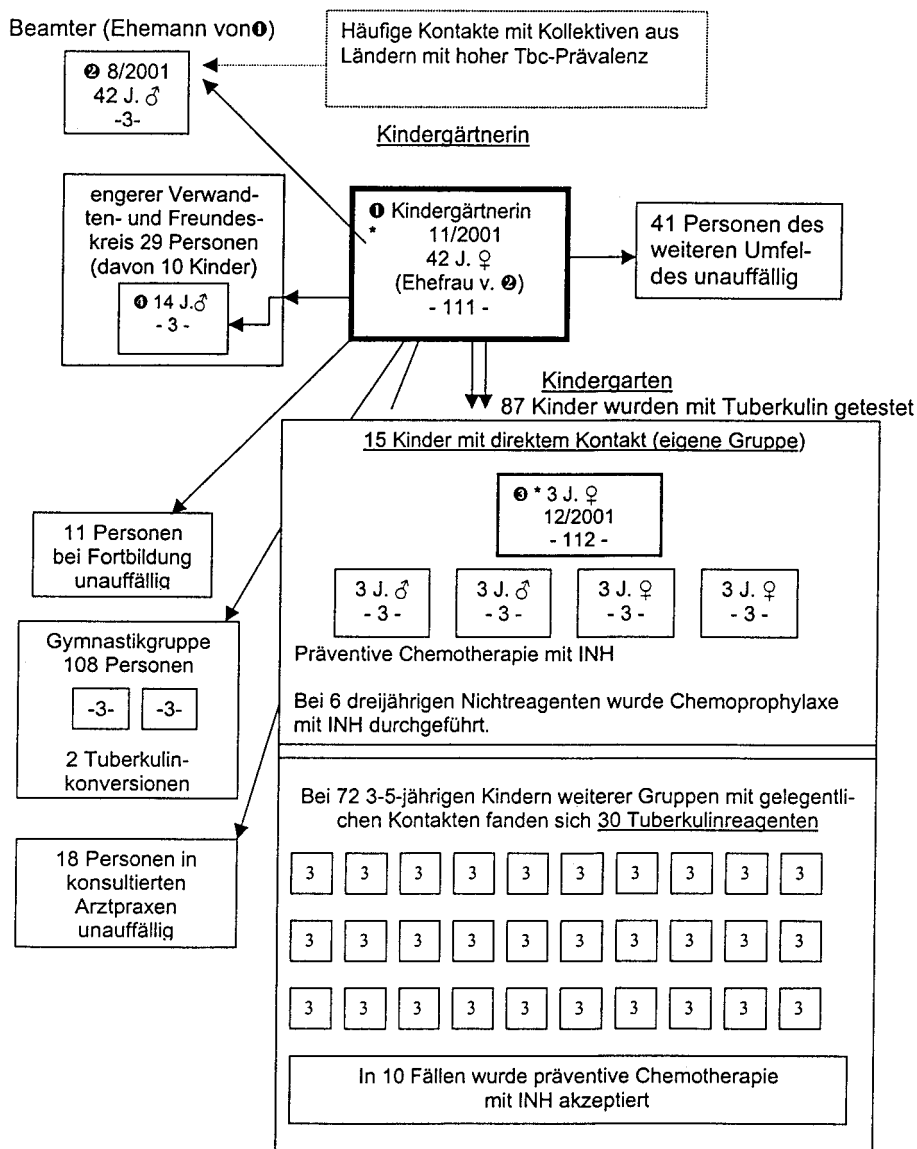 Beamter (Ehemann von❶)
❷ 8/2001
42 J. ♂
-3-
Häufige Kontakte mit Kollektiven aus
Ländern mit hoher Tbc-Prävalenz
Kindergärtnerin
engerer Verwand-
ten- und Freundes-
kreis 29 Personen
(davon 10 Kinder)
❹ 14 J.♂
- 3 -
❶ Kindergärtnerin
* 11/2001
42 J. ♀
(Ehefrau v. ❷)
- 111 -
41 Personen des
weiteren Umfel-
des unauffällig
Kindergarten
87 Kinder wurden mit Tuberkulin getestet
15 Kinder mit direktem Kontakt (eigene Gruppe)
❸ * 3 J. ♀
12/2001
- 112 -
3 J. ♂ 3 J. ♂ 3 J. ♀ 3 J. ♀
- 3 - - 3 - - 3 - - 3 -
Präventive Chemotherapie mit INH
Bei 6 dreijährigen Nichtreagenten wurde Chemoprophylaxe
mit INH durchgeführt.
11 Personen
bei Fortbildung
unauffällig
Gymnastikgruppe
108 Personen
-3- -3-
2 Tuberkulin-
konversionen
18 Personen in
konsultierten
Arztpraxen
unauffällig
Bei 72 3-5-jährigen Kindern weiterer Gruppen mit gelegentli-
chen Kontakten fanden sich 30 Tuberkulinreagenten
3 3 3 3 3 3 3 3 3 3
3 3 3 3 3 3 3 3 3 3
3 3 3 3 3 3 3 3 3 3
In 10 Fällen wurde präventive Chemotherapie
mit INH akzeptiert